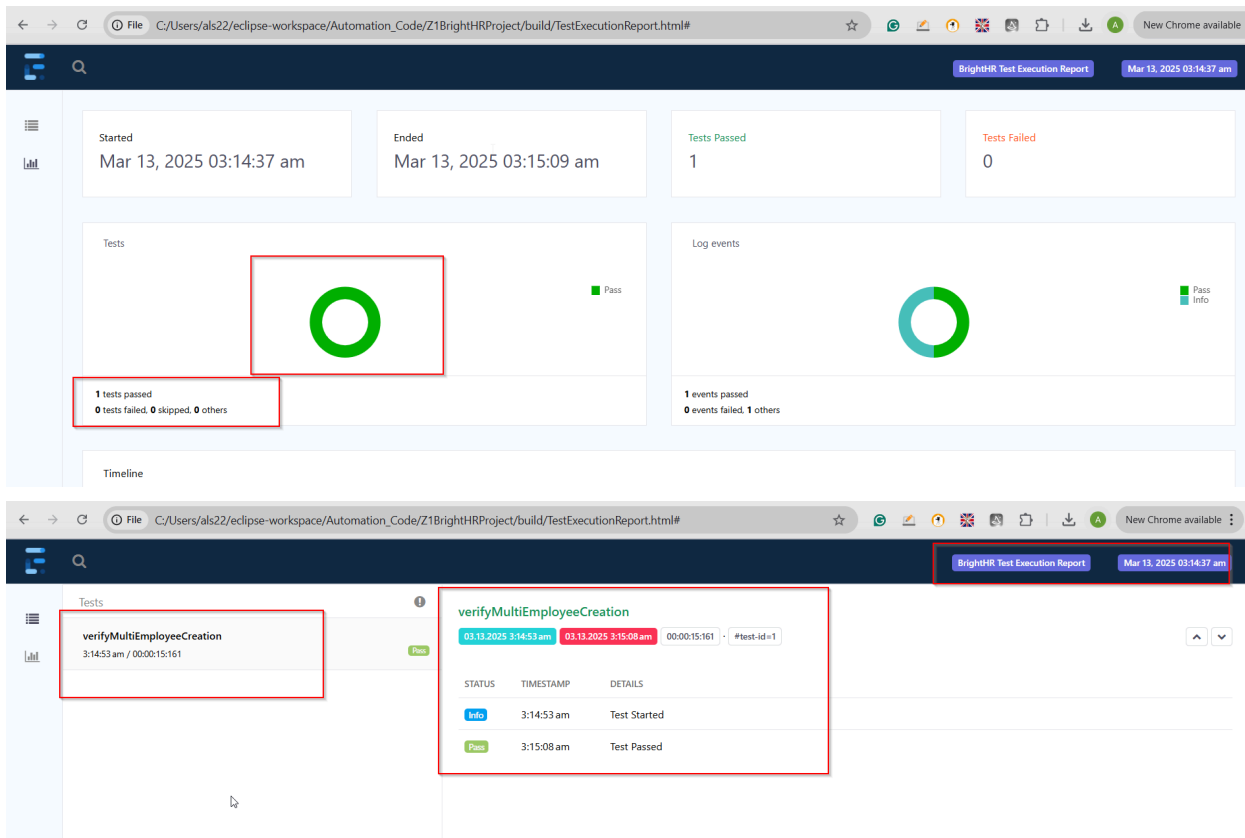 File C:/Users/als22/eclipse-workspace/Automation_Code/Z1BrightHRProject/build/TestExecutionReport.html# A New Chrome available
BrightHR Test Execution Report Mar 13, 2025 03:14:37 am
Started
Mar 13, 2025 03:14:37 am
Ended
Mar 13, 2025 03:15:09 am
Tests Passed
1
Tests Failed
0
Tests
Pass
1 tests passed
0 tests failed, 0 skipped, 0 others
Log events
Pass
Info
1 events passed
0 events failed, 1 others
Timeline
File C:/Users/als22/eclipse-workspace/Automation_Code/Z1BrightHRProject/build/TestExecutionReport.html# A New Chrome available
BrightHR Test Execution Report Mar 13, 2025 03:14:37 am
Tests
verifyMultiEmployeeCreation
3:14:53 am / 00:00:15:161 Pass
verifyMultiEmployeeCreation
03.13.2025 3:14:53 am 03.13.2025 3:15:08 am 00:00:15:161 · #test-id=1
STATUS TIMESTAMP DETAILS
Info 3:14:53 am Test Started
Pass 3:15:08 am Test Passed